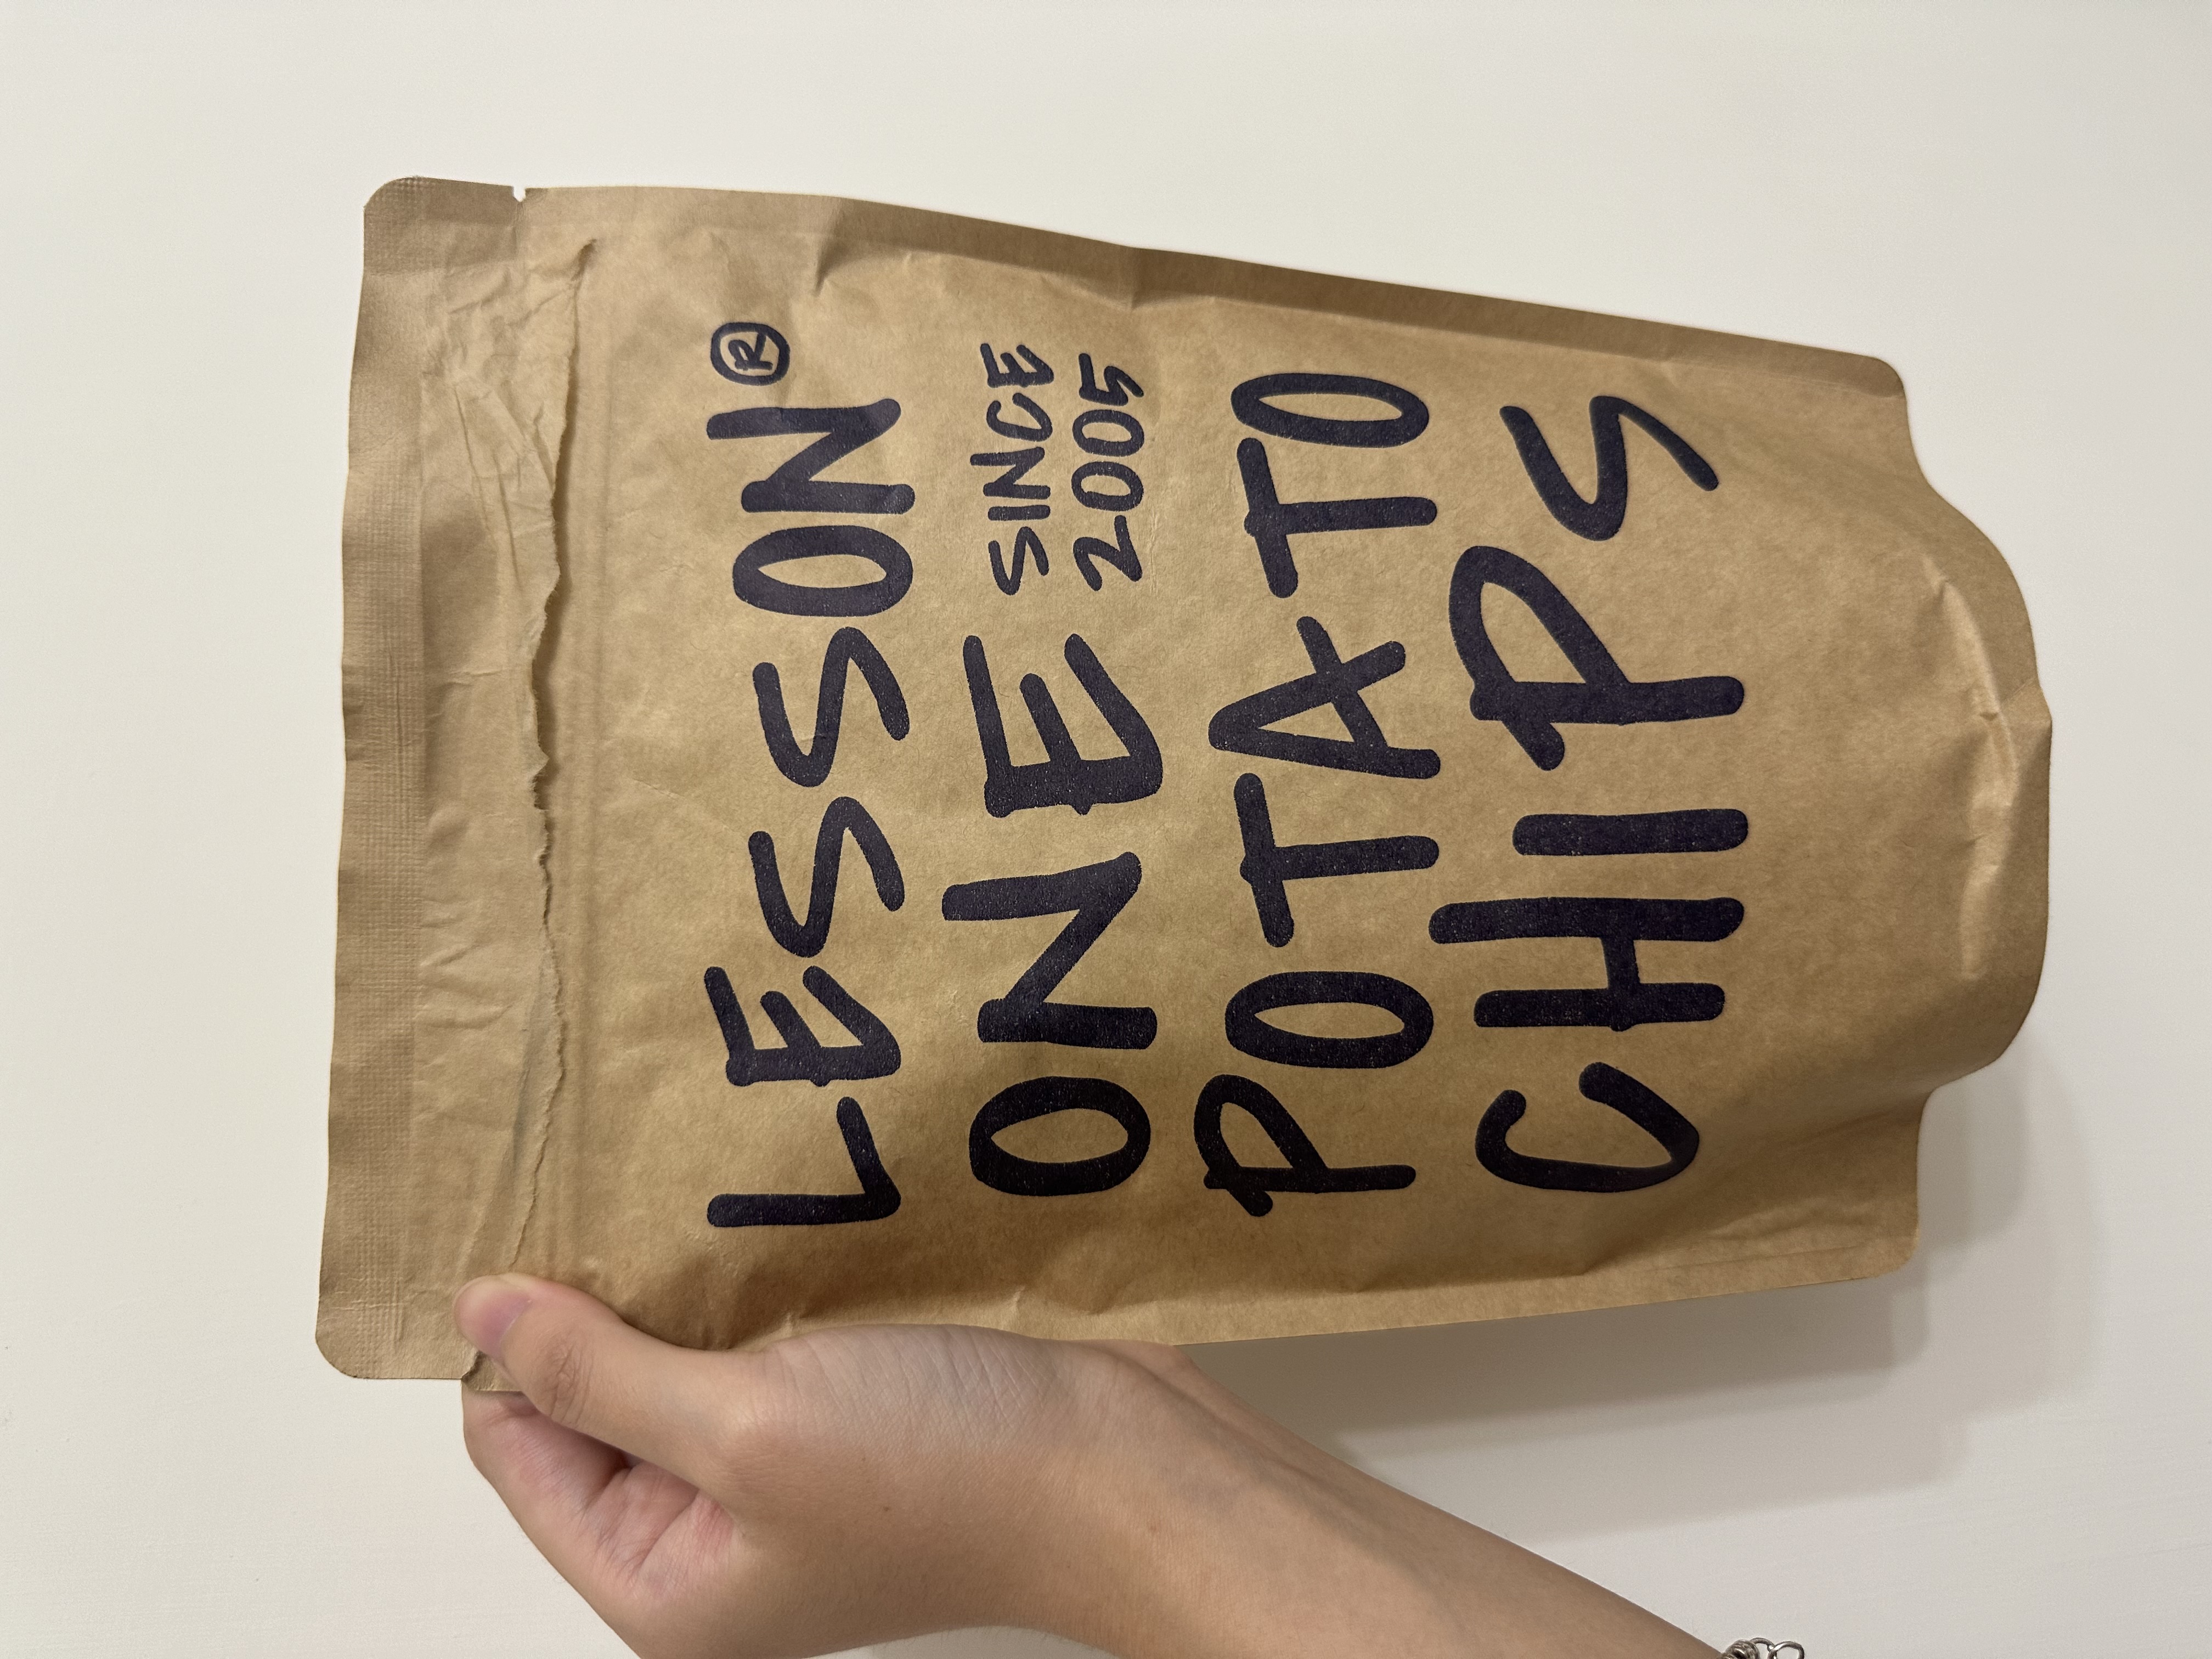 LESSON®
ONE SINCE
2005
POTATO
CHIPS